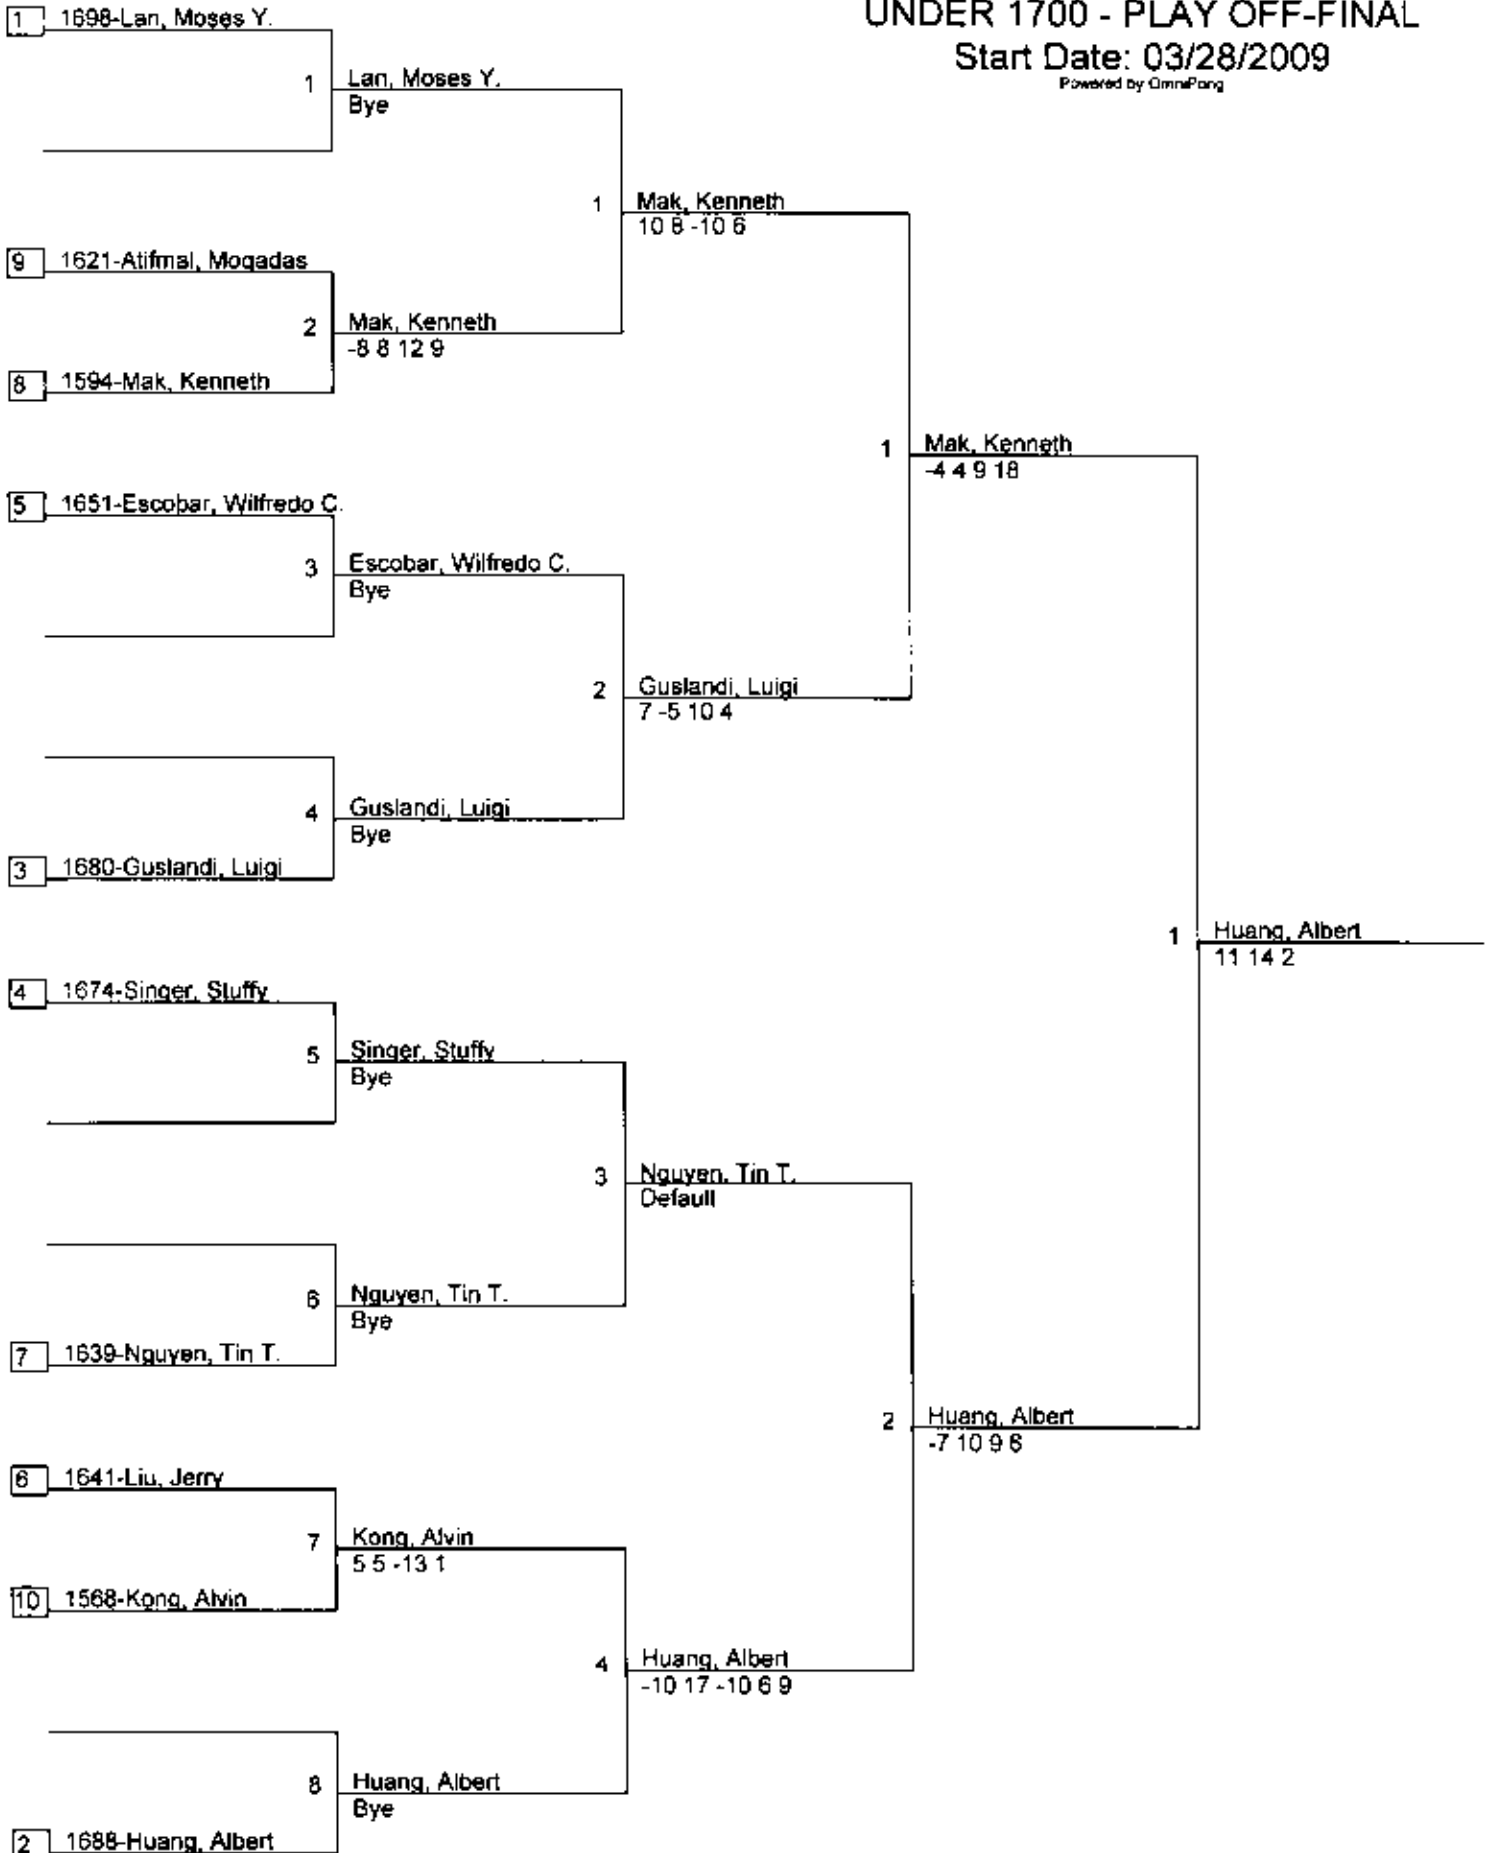 UNDER 1700 - PLAY OFF-FINAL
Start Date: 03/28/2009
Powered by OmniPong
1 1698-Lan, Moses Y.
1 Lan, Moses Y.
Bye
1 Mak, Kenneth
10 8 -10 6
9 1621-Atifmal, Moqadas
2 Mak, Kenneth
-8 8 12 9
8 1594-Mak, Kenneth
1 Mak, Kenneth
-4 4 9 18
5 1651-Escobar, Wilfredo C.
3 Escobar, Wilfredo C.
Bye
2 Guslandi, Luigi
7 -5 10 4
4 Guslandi, Luigi
Bye
3 1680-Guslandi, Luigi
1 Huang, Albert
11 14 2
4 1674-Singer, Stuffy
5 Singer, Stuffy
Bye
3 Nguyen, Tin T.
Default
6 Nguyen, Tin T.
Bye
7 1639-Nguyen, Tin T.
2 Huang, Albert
-7 10 9 6
6 1641-Liu, Jerry
7 Kong, Alvin
5 5 -13 1
10 1568-Kong, Alvin
4 Huang, Albert
-10 17 -10 6 9
8 Huang, Albert
Bye
2 1688-Huang, Albert